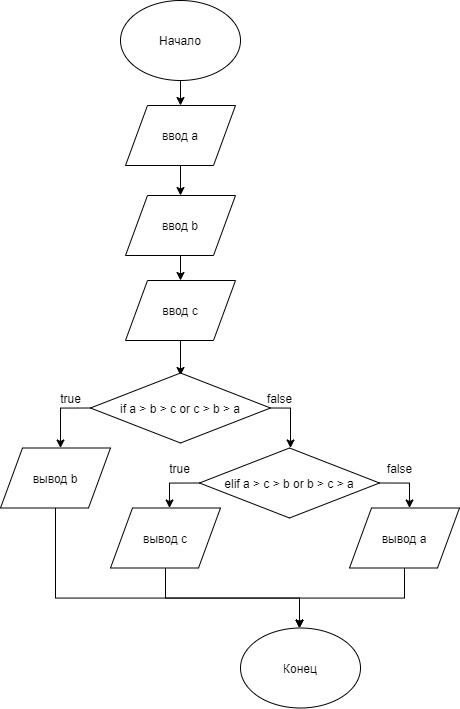 Начало
ввод a
ввод b
ввод c
if a > b > c or c > b > a
true
false
вывод b
elif a > c > b or b > c > a
true
false
вывод c
вывод a
Конец